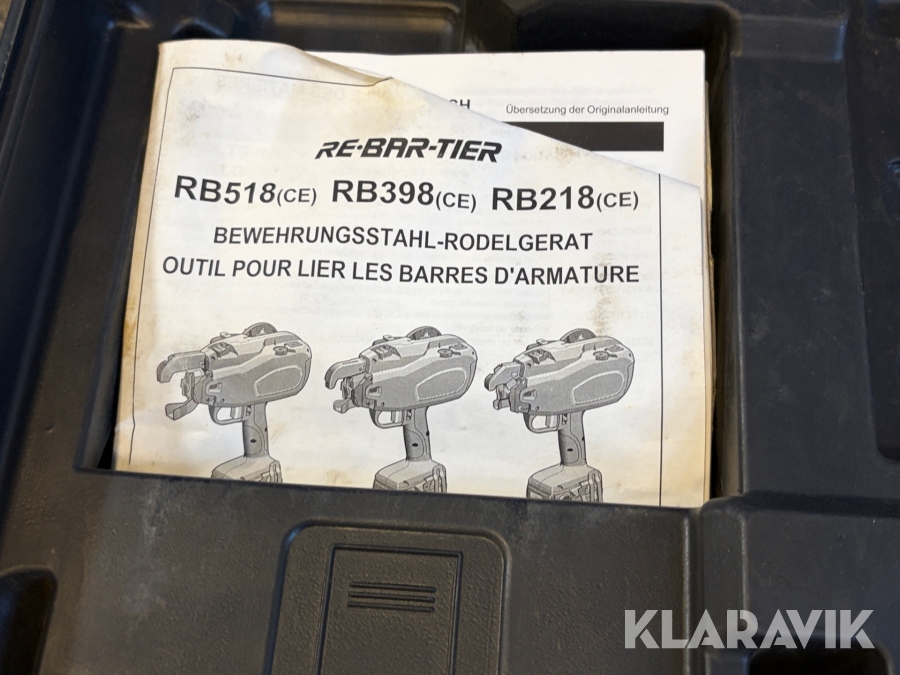 Übersetzung der Originalanleitung
RE-BAR-TIER
RB518(CE) RB398(CE) RB218(CE)
BEWEHRUNGSSTAHL-RODELGERAT
OUTIL POUR LIER LES BARRES D'ARMATURE
KLARAVIK